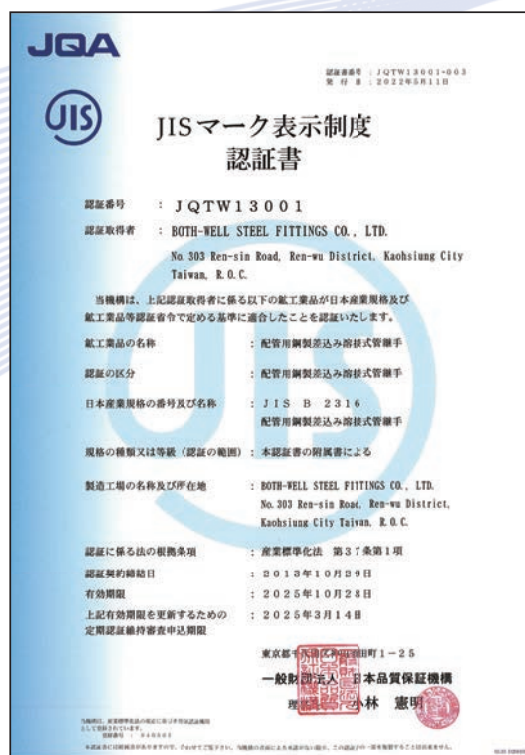 JQA
認証書番号 : JQTW13001-003
発行日 : 2022年5月11日
JIS
JISマーク表示制度
認証書
認証番号 : JQTW13001
認証取得者 : BOTH-WELL STEEL FITTINGS CO., LTD.
No.303 Ren-sin Road, Ren-wu District, Kaohsiung City
Taiwan, R.O.C.
当機構は、上記認証取得者に係る以下の鉱工業品が日本産業規格及び
鉱工業品等認証省令で定める基準に適合したことを認証いたします。
鉱工業品の名称 : 配管用鋼製差込み溶接式管継手
認証の区分 : 配管用鋼製差込み溶接式管継手
日本産業規格の番号及び名称 : JIS B 2316
配管用鋼製差込み溶接式管継手
規格の種類又は等級（認証の範囲） : 本認証書の附属書による
製造工場の名称及び所在地 : BOTH-WELL STEEL FITTINGS CO., LTD.
No.303 Ren-sin Road, Ren-wu District,
Kaohsiung City Taiwan, R.O.C.
認証に係る法の根拠条項 : 産業標準化法 第37条第1項
認証契約締結日 : 2013年10月29日
有効期限 : 2025年10月28日
上記有効期限を更新するための : 2025年3月14日
定期認証維持審査申込期限
東京都千代田区神田須田町1－25
一般財団法人 日本品質保証機構
小林 憲明